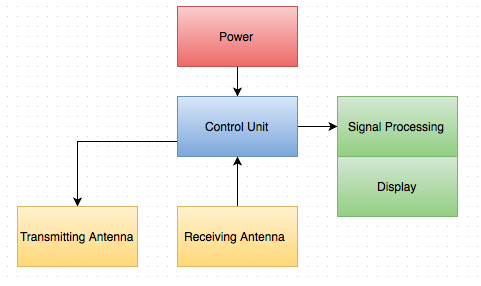 Power
Control Unit
Signal Processing
Display
Transmitting Antenna
Receiving Antenna